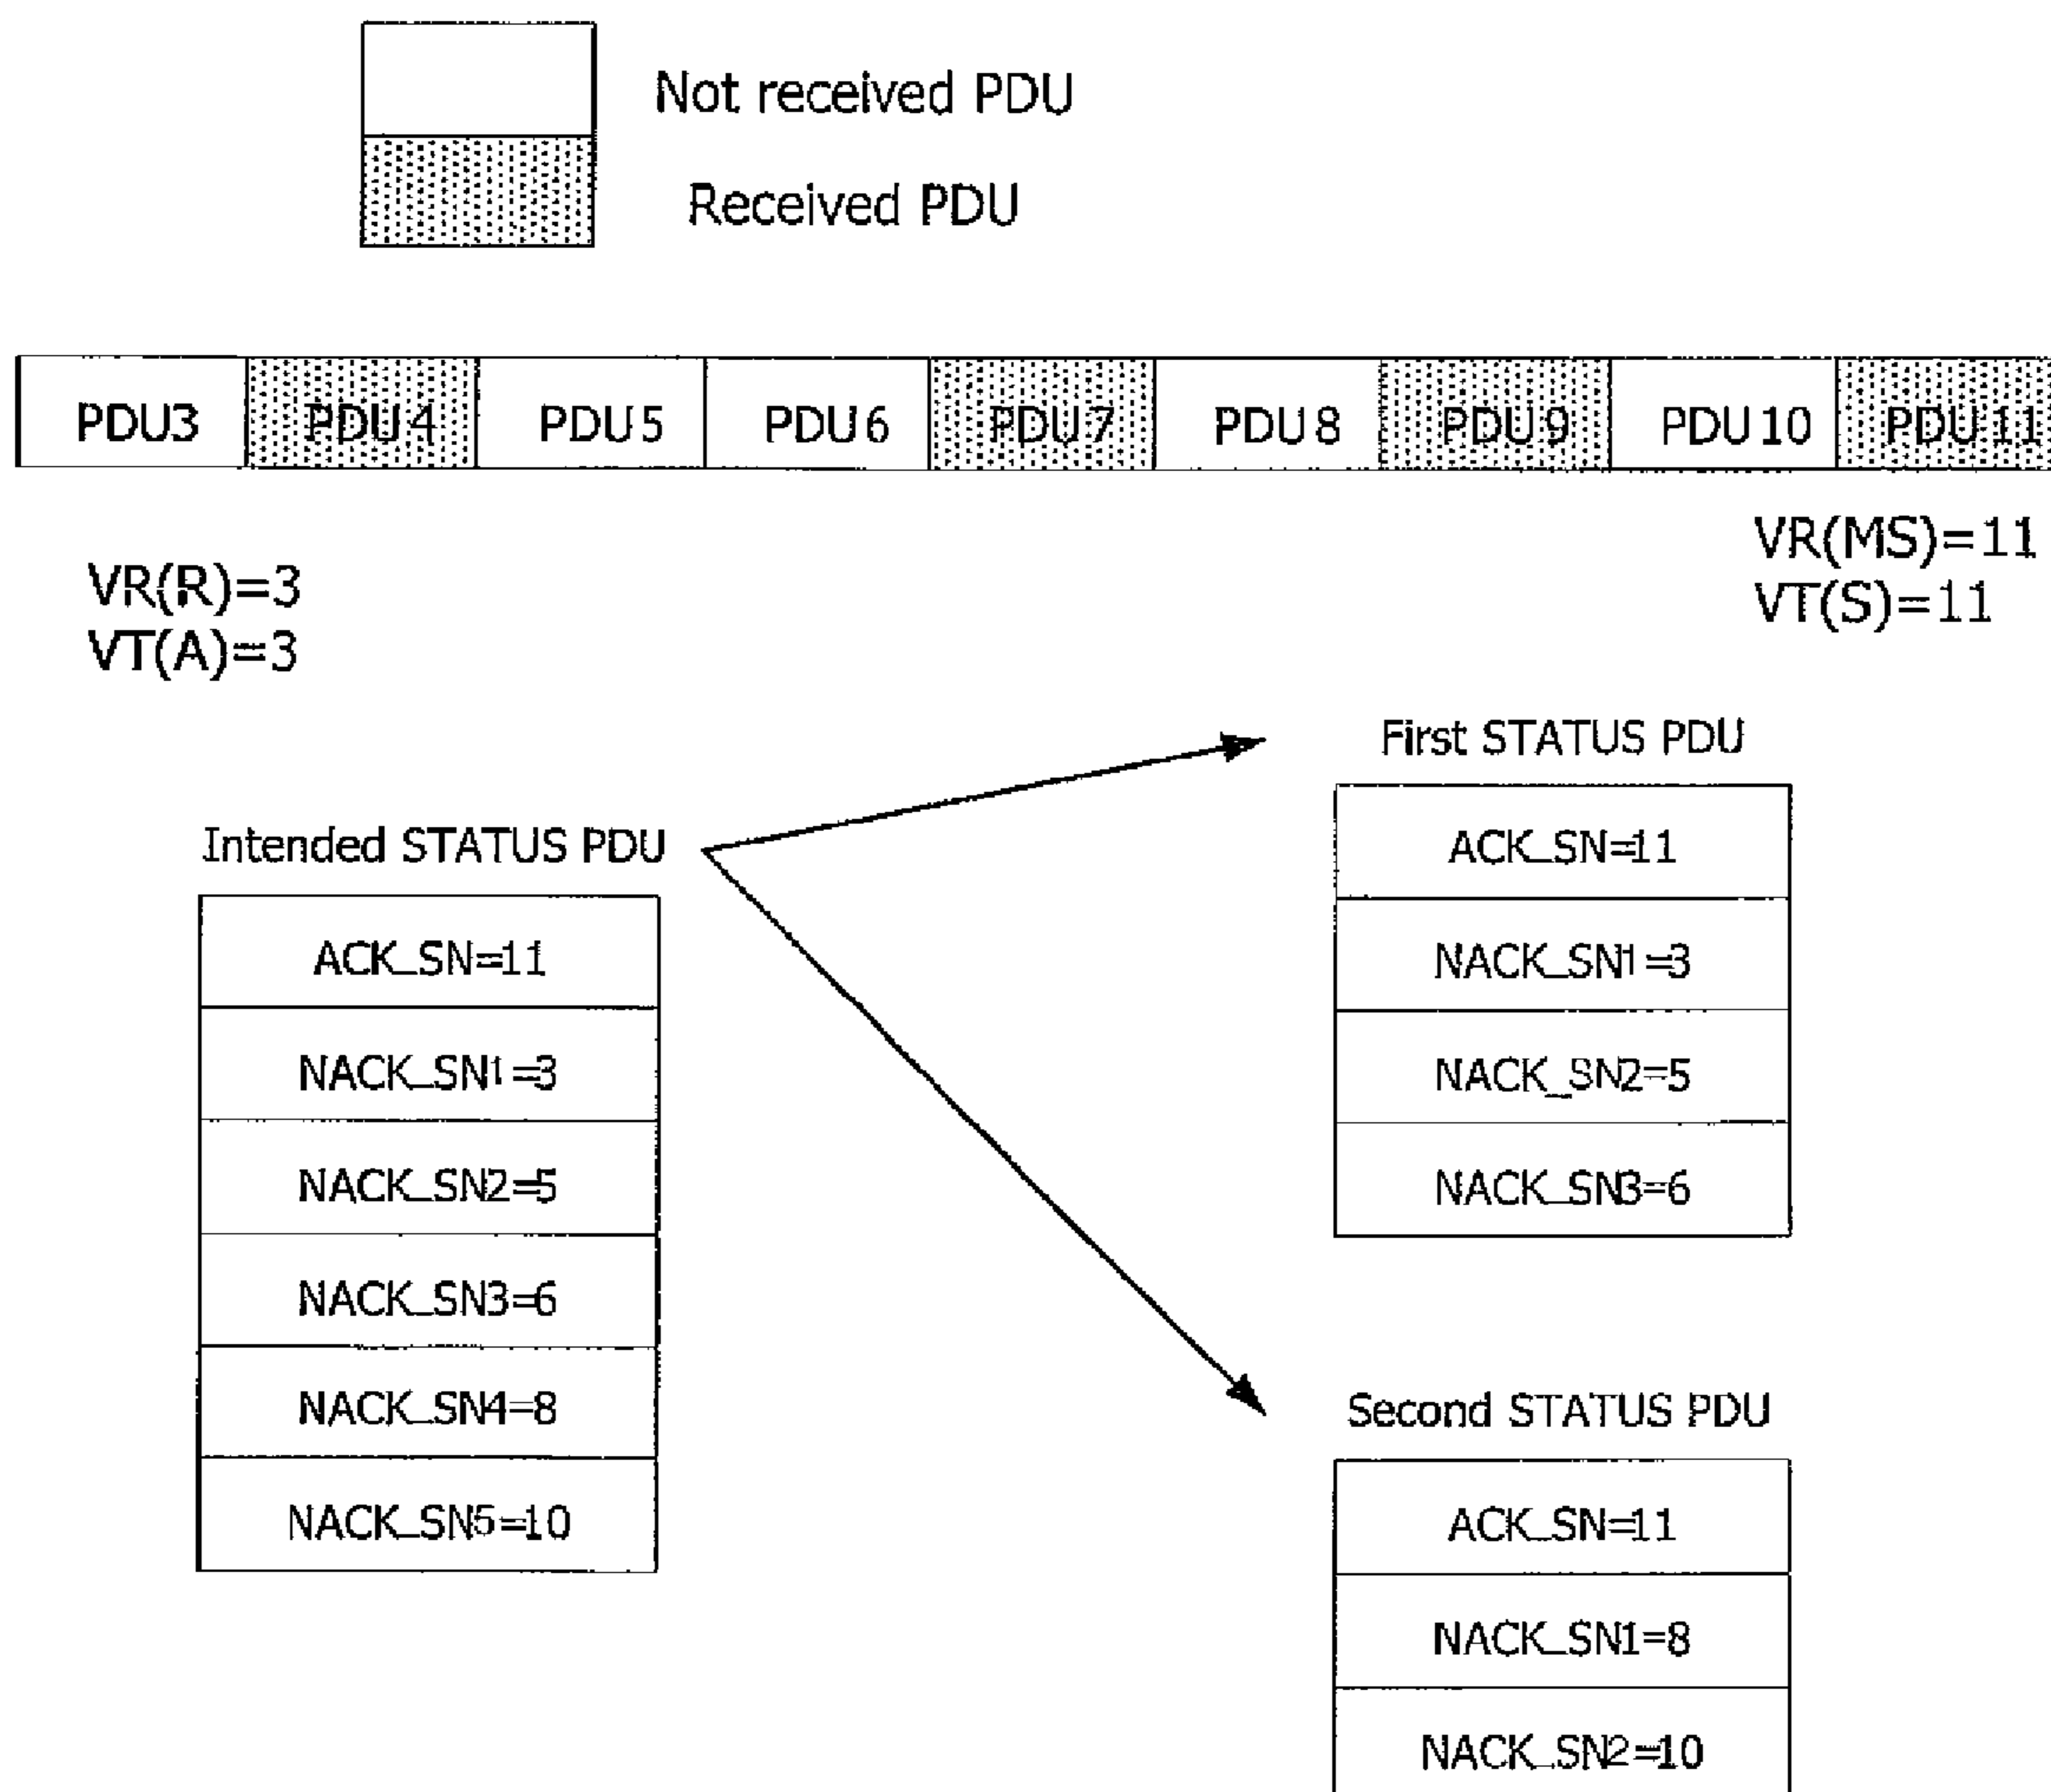 Not received PDU
Received PDU
PDU3 PDU4 PDU5 PDU6 PDU7 PDU8 PDU9 PDU10 PDU11
VR(R)=3
VT(A)=3
VR(MS)=11
VT(S)=11
Intended STATUS PDU
ACK_SN=11
NACK_SN1=3
NACK_SN2=5
NACK_SN3=6
NACK_SN4=8
NACK_SN5=10
First STATUS PDU
ACK_SN=11
NACK_SN1=3
NACK_SN2=5
NACK_SN3=6
Second STATUS PDU
ACK_SN=11
NACK_SN1=8
NACK_SN2=10